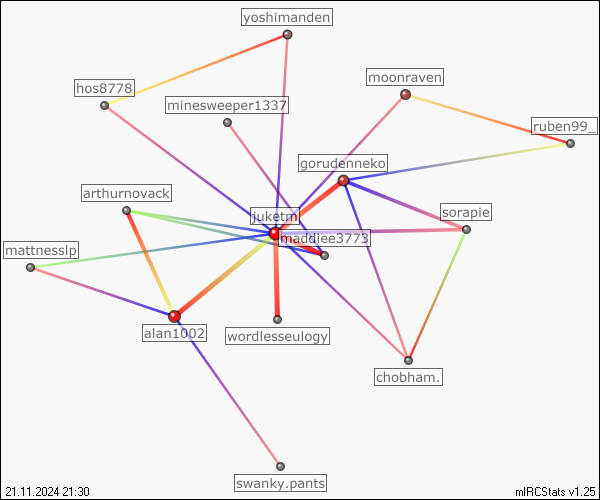 yoshimanden
moonraven
hos8778
minesweeper1337
ruben99_
gorudenneko
arthurnovack
juketm
sorapie
maddiee3773
mattnesslp
alan1002
wordlesseulogy
chobham.
swanky.pants
21.11.2024 21:30
mIRCStats v1.25